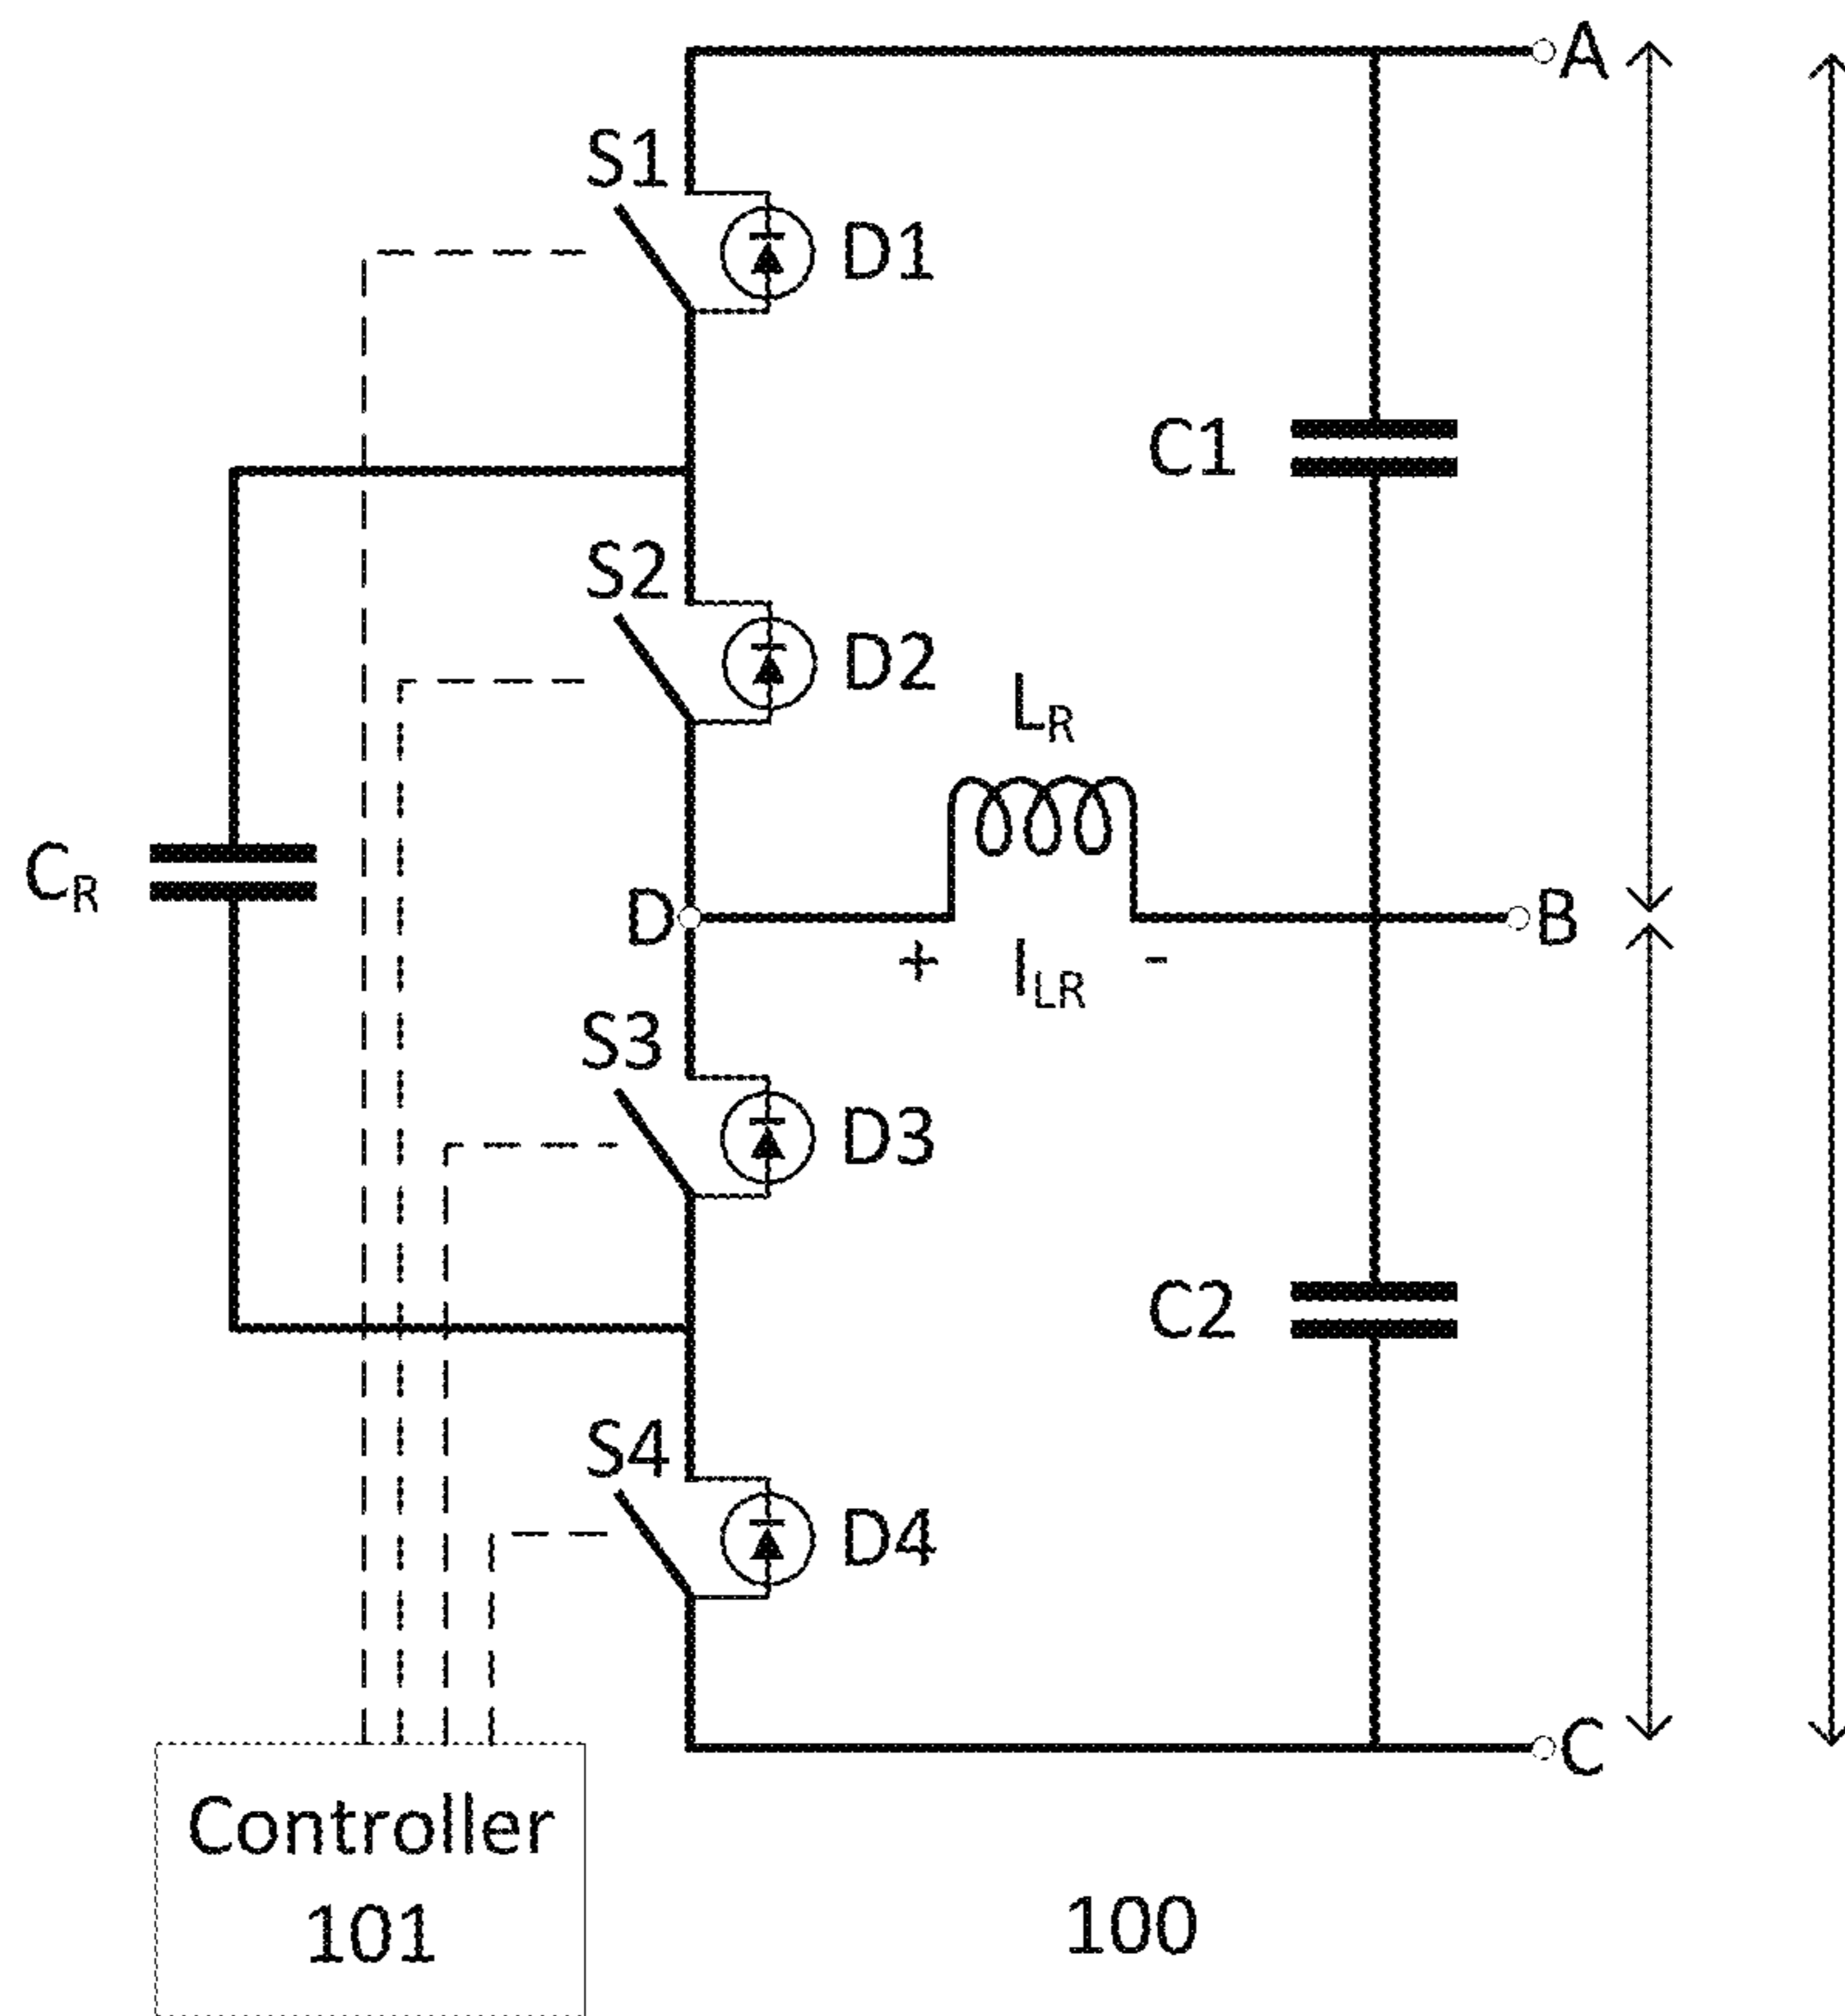 A
S1
D1
C1
S2
D2
LR
CR
D
B
+ ILR -
S3
D3
C2
S4
D4
C
Controller
101
100